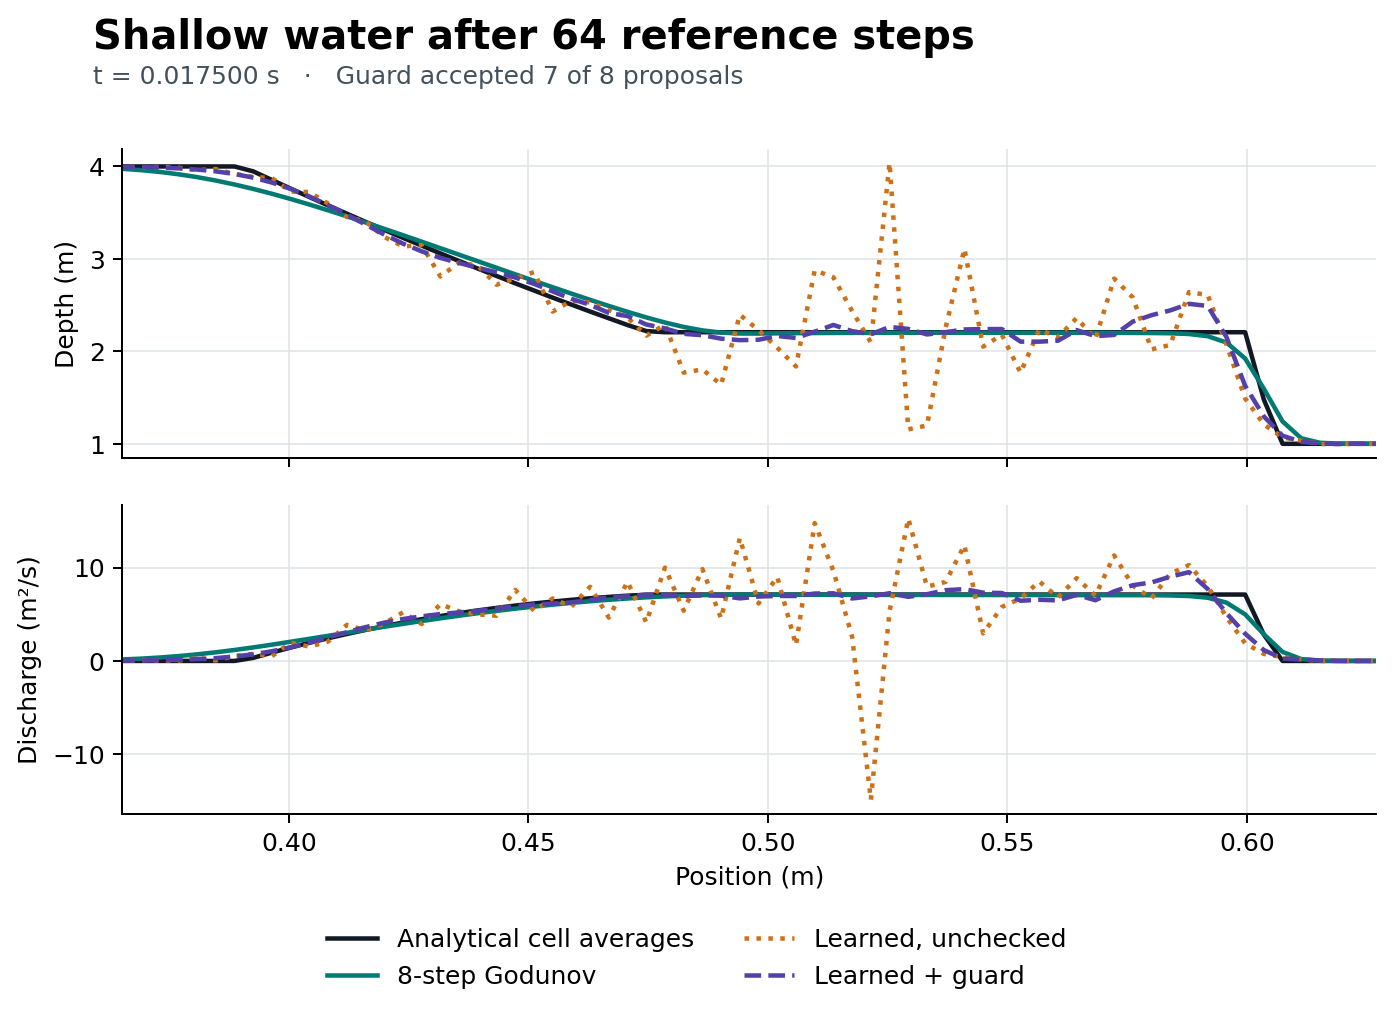 Shallow water after 64 reference steps
t = 0.017500 s · Guard accepted 7 of 8 proposals
Depth (m)
4
3
2
1
Discharge (m²/s)
10
0
−10
0.40 0.45 0.50 0.55 0.60
Position (m)
Analytical cell averages
8-step Godunov
Learned, unchecked
Learned + guard